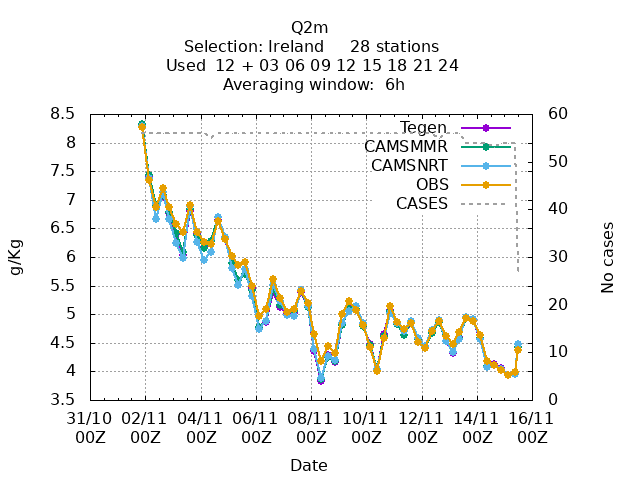 Q2m
Selection: Ireland     28 stations
Used  12 + 03 06 09 12 15 18 21 24
Averaging window:  6h
8.5
8
7.5
7
6.5
6
5.5
5
4.5
4
3.5
g/Kg
Tegen
CAMSMMR
CAMSNRT
OBS
CASES
60
50
40
30
20
10
0
No cases
31/10 02/11 04/11 06/11 08/11 10/11 12/11 14/11 16/11
00Z 00Z 00Z 00Z 00Z 00Z 00Z 00Z 00Z
Date